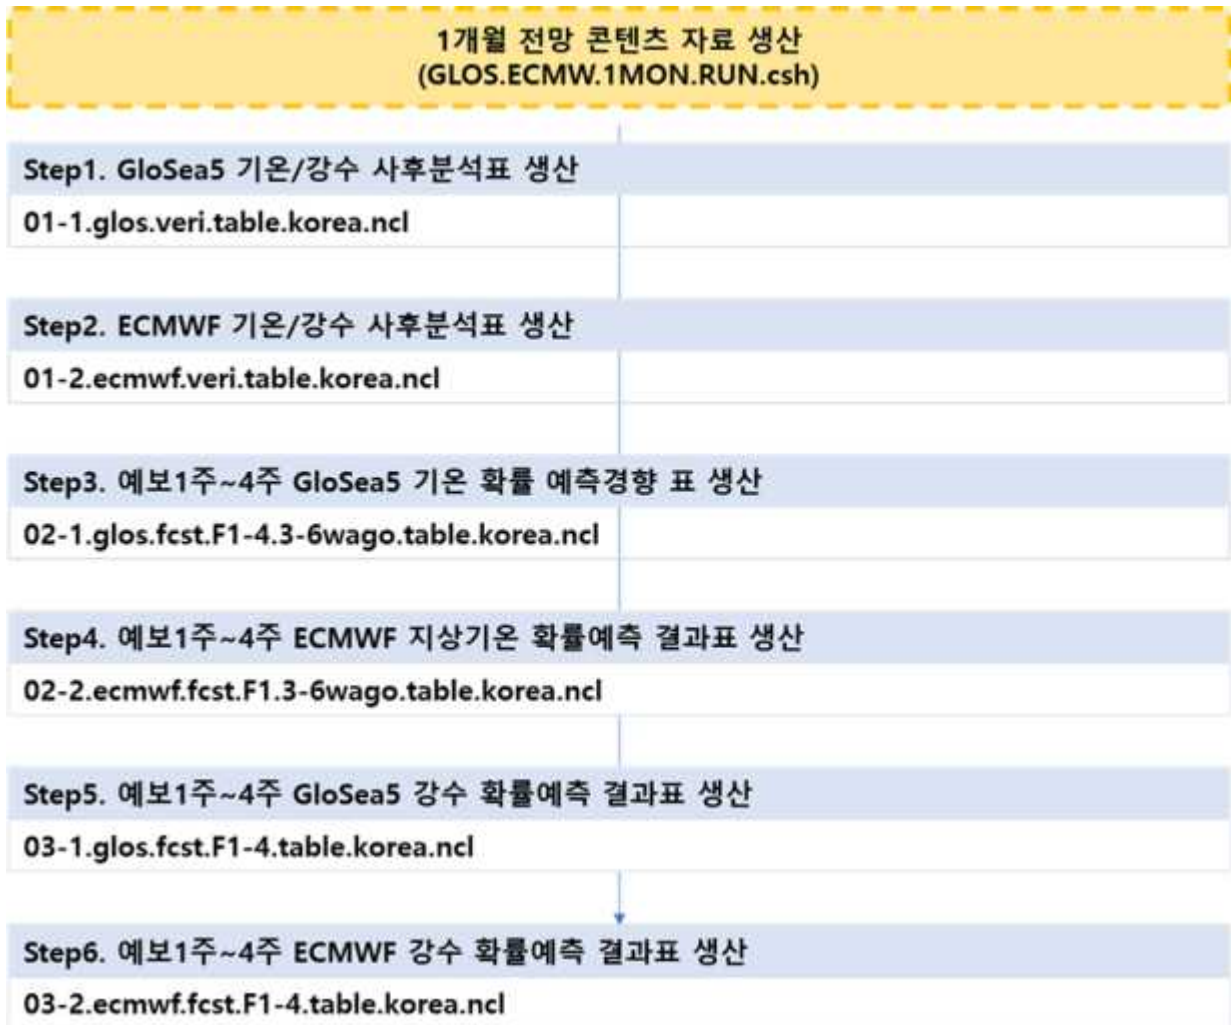 1개월 전망 콘텐츠 자료 생산
(GLOS.ECMW.1MON.RUN.csh)
Step1. GloSea5 기온/강수 사후분석표 생산
01-1.glos.veri.table.korea.ncl
Step2. ECMWF 기온/강수 사후분석표 생산
01-2.ecmwf.veri.table.korea.ncl
Step3. 예보1주~4주 GloSea5 기온 확률 예측경향 표 생산
02-1.glos.fcst.F1-4.3-6wago.table.korea.ncl
Step4. 예보1주~4주 ECMWF 지상기온 확률예측 결과표 생산
02-2.ecmwf.fcst.F1.3-6wago.table.korea.ncl
Step5. 예보1주~4주 GloSea5 강수 확률예측 결과표 생산
03-1.glos.fcst.F1-4.table.korea.ncl
Step6. 예보1주~4주 ECMWF 강수 확률예측 결과표 생산
03-2.ecmwf.fcst.F1-4.table.korea.ncl